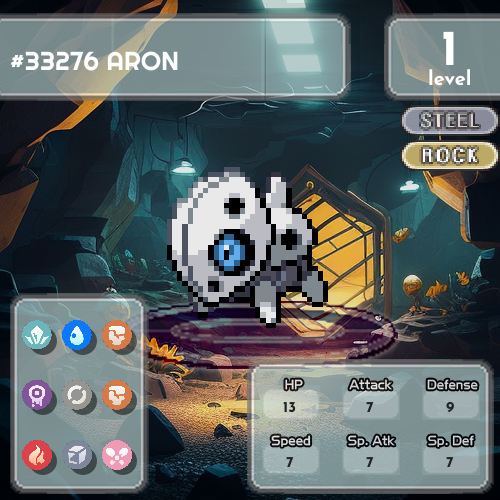 #33276 ARON
1
level
STEEL
ROCK
HP Attack Defense
13 7 9
Speed Sp. Atk Sp. Def
7 7 7